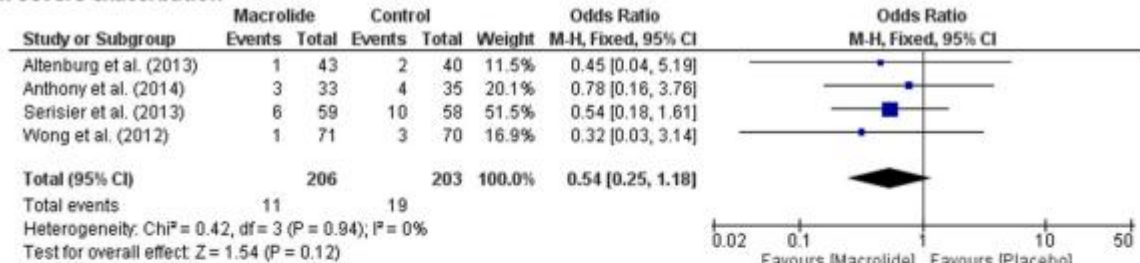 Macrolide Control Odds Ratio Odds Ratio
Study or Subgroup Events Total Events Total Weight M-H, Fixed, 95% CI M-H, Fixed, 95% CI
Altenburg et al. (2013) 1 43 2 40 11.5% 0.45 [0.04, 5.19]
Anthony et al. (2014) 3 33 4 35 20.1% 0.78 [0.16, 3.76]
Serisier et al. (2013) 6 59 10 58 51.5% 0.54 [0.18, 1.61]
Wong et al. (2012) 1 71 3 70 16.9% 0.32 [0.03, 3.14]
Total (95% CI) 206 203 100.0% 0.54 [0.25, 1.18]
Total events 11 19
Heterogeneity: Chi² = 0.42, df = 3 (P = 0.94); I² = 0%
Test for overall effect: Z = 1.54 (P = 0.12)
0.02 0.1 1 10 50
Favours [Macrolide] Favours [Placebo]